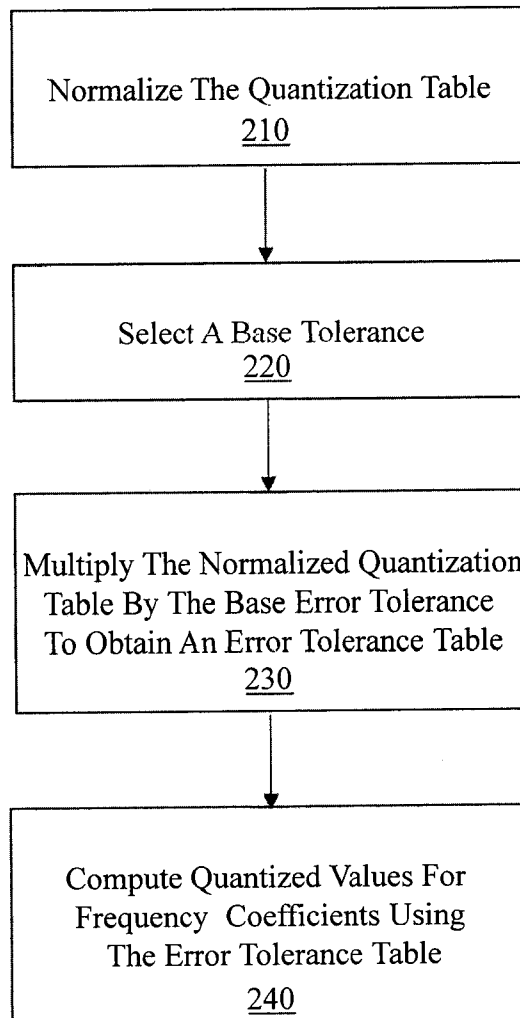 Normalize The Quantization Table
210
Select A Base Tolerance
220
Multiply The Normalized Quantization
Table By The Base Error Tolerance
To Obtain An Error Tolerance Table
230
Compute Quantized Values For
Frequency Coefficients Using
The Error Tolerance Table
240